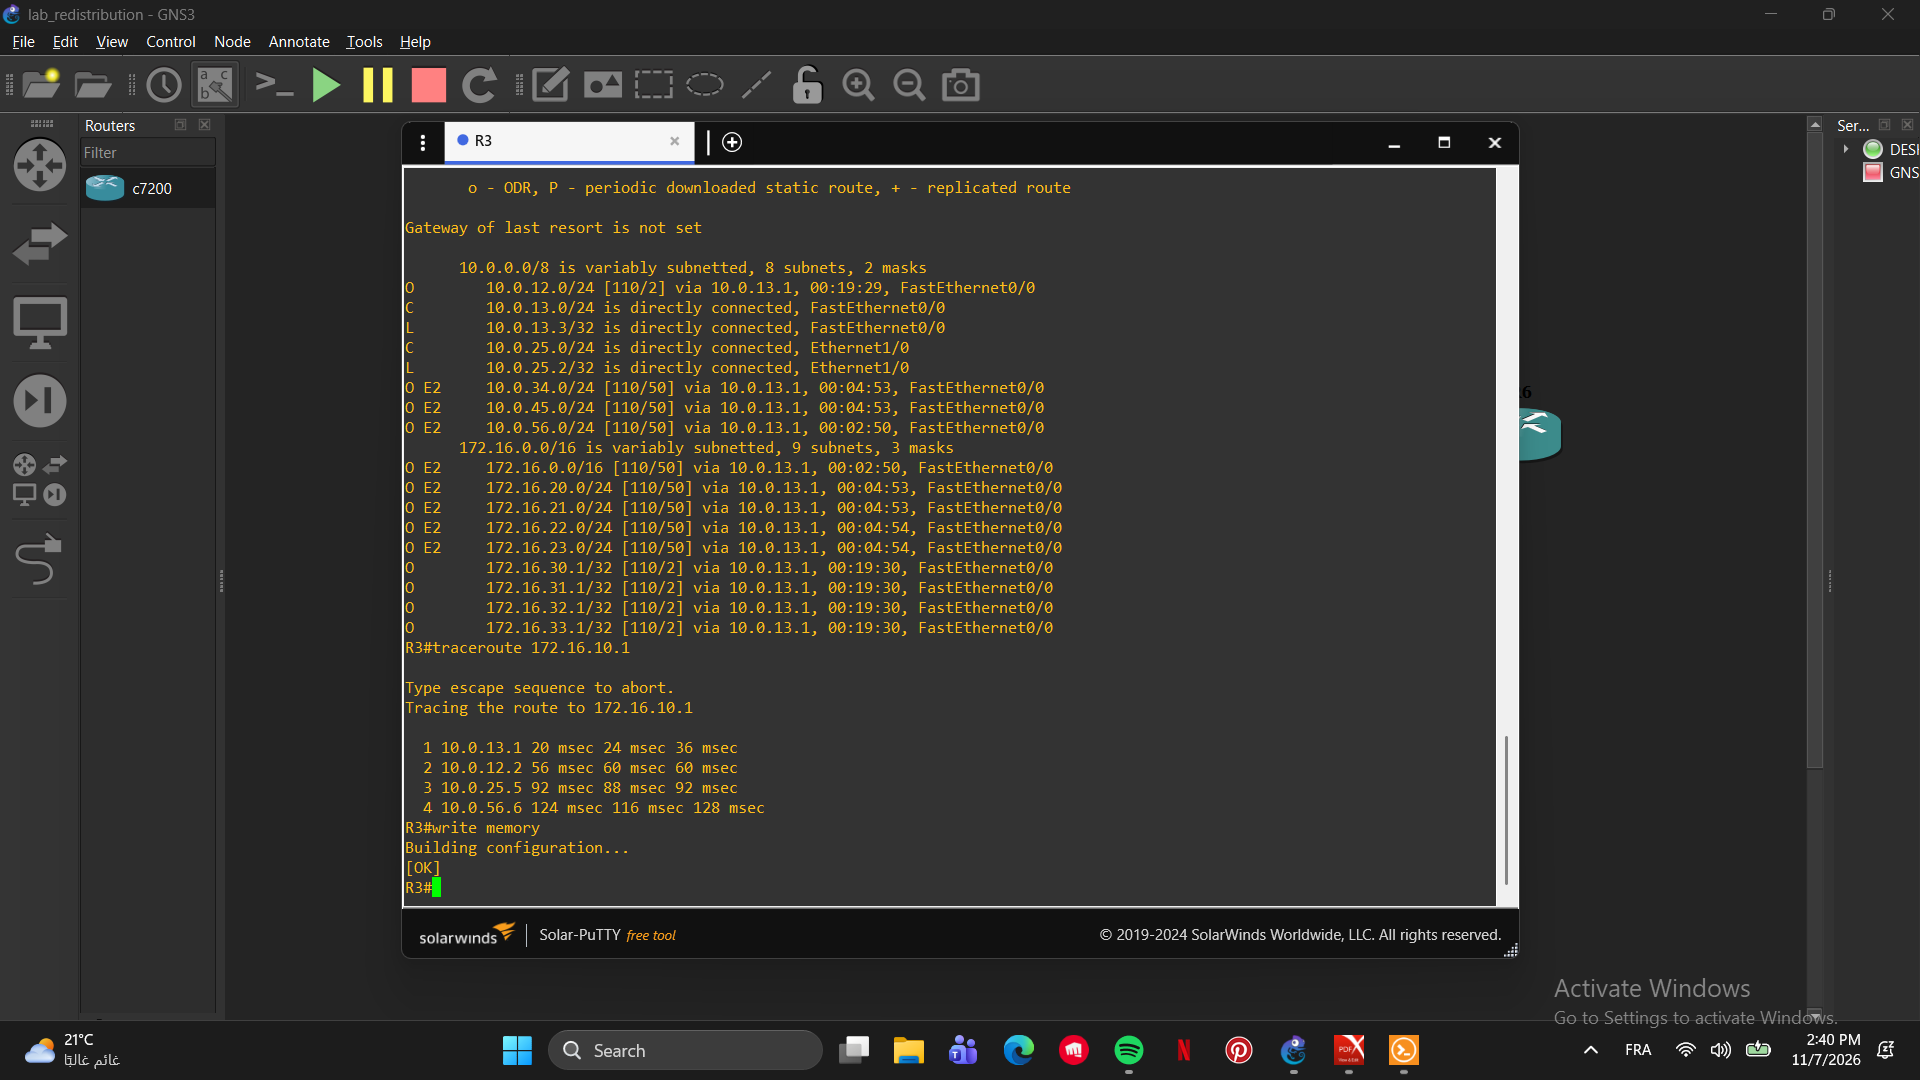 lab_redistribution - GNS3
File Edit View Control Node Annotate Tools Help
Routers
Filter
c7200
Ser...
DESI
GNS
R3
o - ODR, P - periodic downloaded static route, + - replicated route
Gateway of last resort is not set
10.0.0.0/8 is variably subnetted, 8 subnets, 2 masks
O 10.0.12.0/24 [110/2] via 10.0.13.1, 00:19:29, FastEthernet0/0
C 10.0.13.0/24 is directly connected, FastEthernet0/0
L 10.0.13.3/32 is directly connected, FastEthernet0/0
C 10.0.25.0/24 is directly connected, Ethernet1/0
L 10.0.25.2/32 is directly connected, Ethernet1/0
O E2 10.0.34.0/24 [110/50] via 10.0.13.1, 00:04:53, FastEthernet0/0
O E2 10.0.45.0/24 [110/50] via 10.0.13.1, 00:04:53, FastEthernet0/0
O E2 10.0.56.0/24 [110/50] via 10.0.13.1, 00:02:50, FastEthernet0/0
172.16.0.0/16 is variably subnetted, 9 subnets, 3 masks
O E2 172.16.0.0/16 [110/50] via 10.0.13.1, 00:02:50, FastEthernet0/0
O E2 172.16.20.0/24 [110/50] via 10.0.13.1, 00:04:53, FastEthernet0/0
O E2 172.16.21.0/24 [110/50] via 10.0.13.1, 00:04:53, FastEthernet0/0
O E2 172.16.22.0/24 [110/50] via 10.0.13.1, 00:04:54, FastEthernet0/0
O E2 172.16.23.0/24 [110/50] via 10.0.13.1, 00:04:54, FastEthernet0/0
O 172.16.30.1/32 [110/2] via 10.0.13.1, 00:19:30, FastEthernet0/0
O 172.16.31.1/32 [110/2] via 10.0.13.1, 00:19:30, FastEthernet0/0
O 172.16.32.1/32 [110/2] via 10.0.13.1, 00:19:30, FastEthernet0/0
O 172.16.33.1/32 [110/2] via 10.0.13.1, 00:19:30, FastEthernet0/0
R3#traceroute 172.16.10.1
Type escape sequence to abort.
Tracing the route to 172.16.10.1
1 10.0.13.1 20 msec 24 msec 36 msec
2 10.0.12.2 56 msec 60 msec 60 msec
3 10.0.25.5 92 msec 88 msec 92 msec
4 10.0.56.6 124 msec 116 msec 128 msec
R3#write memory
Building configuration...
[OK]
R3#
solarwinds Solar-PuTTY free tool
© 2019-2024 SolarWinds Worldwide, LLC. All rights reserved.
Activate Windows
Go to Settings to activate Windows.
21°C
غائم غالبًا
Search
FRA
2:40 PM
11/7/2026